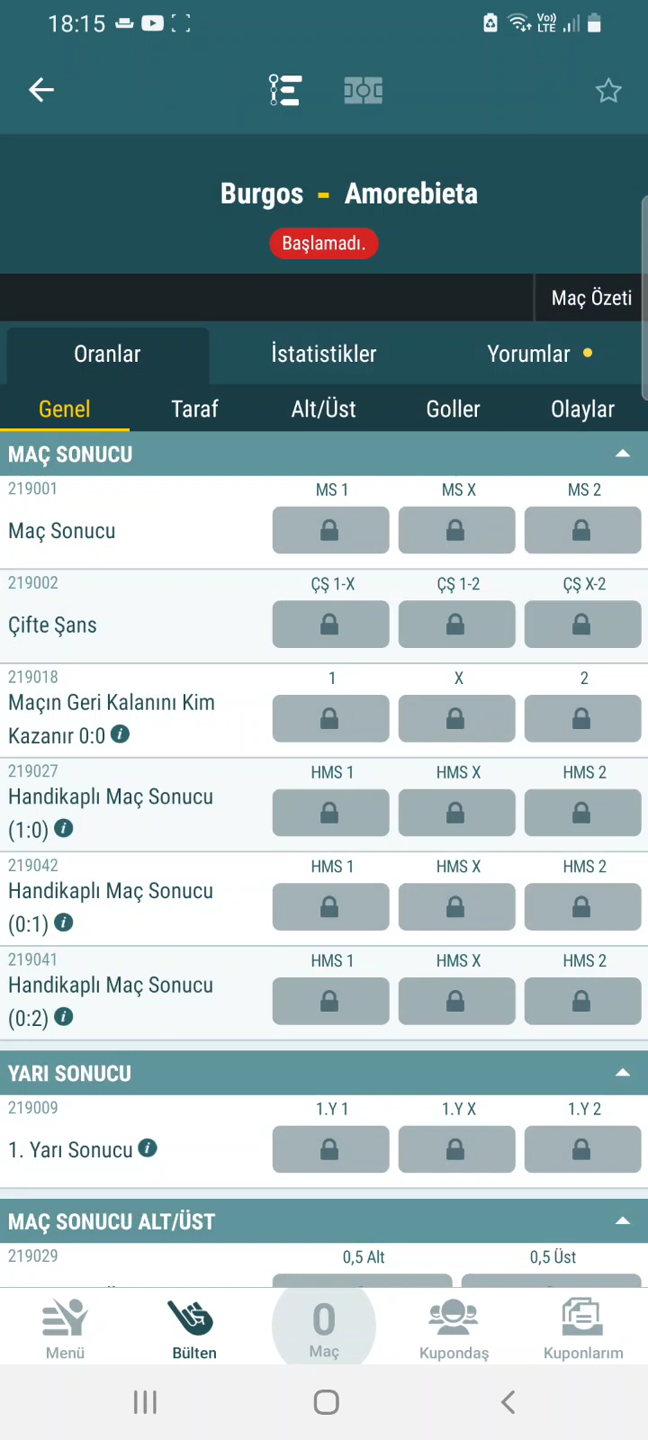 18:15
Vo))
LTE
Burgos - Amorebieta
Başlamadı.
Maç Özeti
Oranlar İstatistikler Yorumlar
Genel Taraf Alt/Üst Goller Olaylar
MAÇ SONUCU
219001 MS 1 MS X MS 2
Maç Sonucu
219002 ÇŞ 1-X ÇŞ 1-2 ÇŞ X-2
Çifte Şans
219018 1 X 2
Maçın Geri Kalanını Kim
Kazanır 0:0
219027 HMS 1 HMS X HMS 2
Handikaplı Maç Sonucu
(1:0)
219042 HMS 1 HMS X HMS 2
Handikaplı Maç Sonucu
(0:1)
219041 HMS 1 HMS X HMS 2
Handikaplı Maç Sonucu
(0:2)
YARI SONUCU
219009 1.Y 1 1.Y X 1.Y 2
1. Yarı Sonucu
MAÇ SONUCU ALT/ÜST
219029 0,5 Alt 0,5 Üst
0
Menü Bülten Maç Kupondaş Kuponlarım